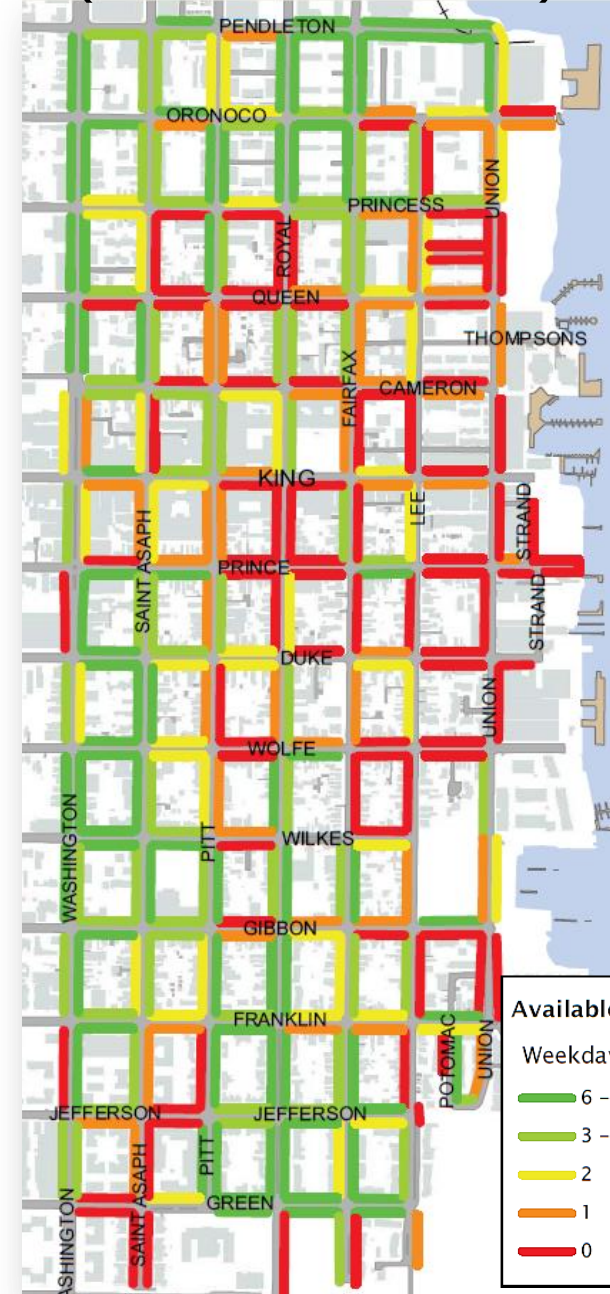 PENDLETON
ORONOCO
UNION
PRINCESS
ROYAL
QUEEN
THOMPSONS
FAIRFAX
CAMERON
KING
LEE
STRAND
SAINT ASAPH
PRINCE
STRAND
DUKE
UNION
WOLFE
WASHINGTON
PITT
WILKES
GIBBON
FRANKLIN
POTOMAC
UNION
JEFFERSON
JEFFERSON
PITT
SAINT ASAPH
GREEN
ASHINGTON
Available
Weekda
6 -
3 -
2
1
0